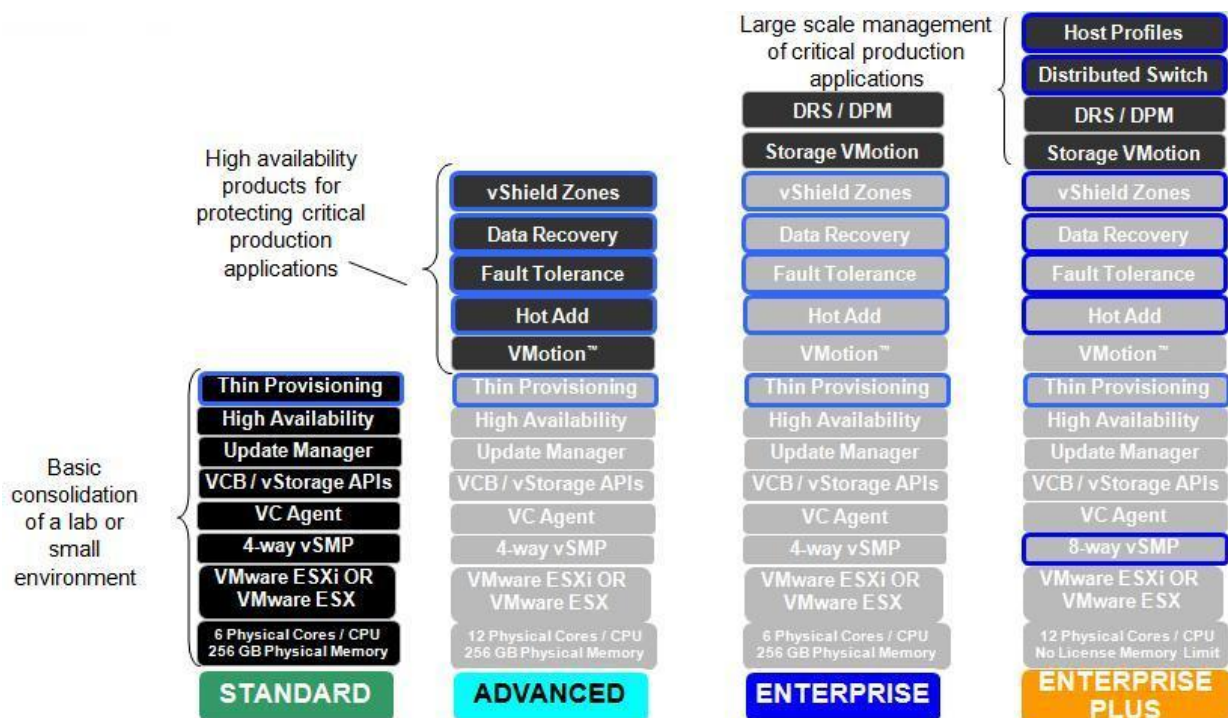 Large scale management
of critical production
applications
High availability
products for
protecting critical
production
applications
Basic
consolidation
of a lab or
small
environment
Thin Provisioning
High Availability
Update Manager
VCB / vStorage APIs
VC Agent
4-way vSMP
VMware ESXi OR
VMware ESX
6 Physical Cores / CPU
256 GB Physical Memory
STANDARD
vShield Zones
Data Recovery
Fault Tolerance
Hot Add
VMotion™
Thin Provisioning
High Availability
Update Manager
VCB / vStorage APIs
VC Agent
4-way vSMP
VMware ESXi OR
VMware ESX
12 Physical Cores / CPU
256 GB Physical Memory
ADVANCED
DRS / DPM
Storage VMotion
vShield Zones
Data Recovery
Fault Tolerance
Hot Add
VMotion™
Thin Provisioning
High Availability
Update Manager
VCB / vStorage APIs
VC Agent
4-way vSMP
VMware ESXi OR
VMware ESX
6 Physical Cores / CPU
256 GB Physical Memory
ENTERPRISE
Host Profiles
Distributed Switch
DRS / DPM
Storage VMotion
vShield Zones
Data Recovery
Fault Tolerance
Hot Add
VMotion™
Thin Provisioning
High Availability
Update Manager
VCB / vStorage APIs
VC Agent
8-way vSMP
VMware ESXi OR
VMware ESX
12 Physical Cores / CPU
No License Memory Limit
ENTERPRISE
PLUS